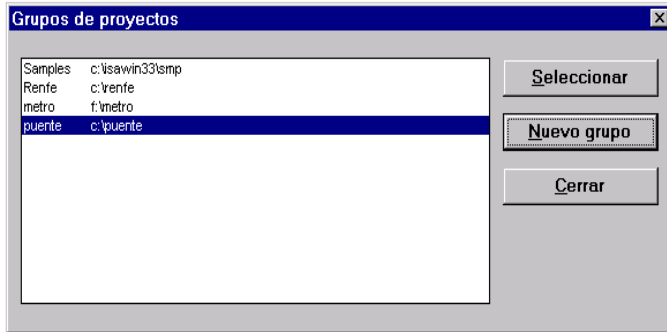 Grupos de proyectos
Samples c:\isawin33\smp
Renfe c:\renfe
metro f:\metro
puente c:\puente
Seleccionar
Nuevo grupo
Cerrar